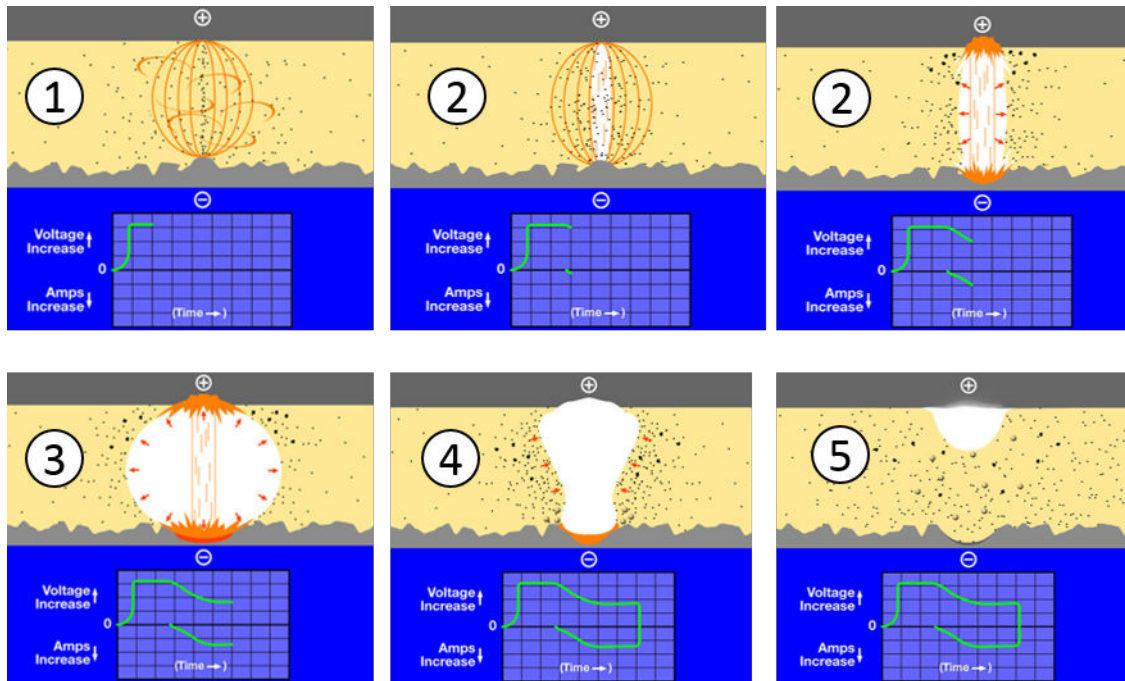 ⊕
1
⊖
Voltage
Increase ↑
0
Amps
Increase ↓
(Time →)
⊕
2
⊖
Voltage
Increase ↑
0
Amps
Increase ↓
(Time →)
⊕
2
⊖
Voltage
Increase ↑
0
Amps
Increase ↓
(Time →)
⊕
3
⊖
Voltage
Increase ↑
0
Amps
Increase ↓
(Time →)
⊕
4
⊖
Voltage
Increase ↑
0
Amps
Increase ↓
(Time →)
⊕
5
⊖
Voltage
Increase ↑
0
Amps
Increase ↓
(Time →)